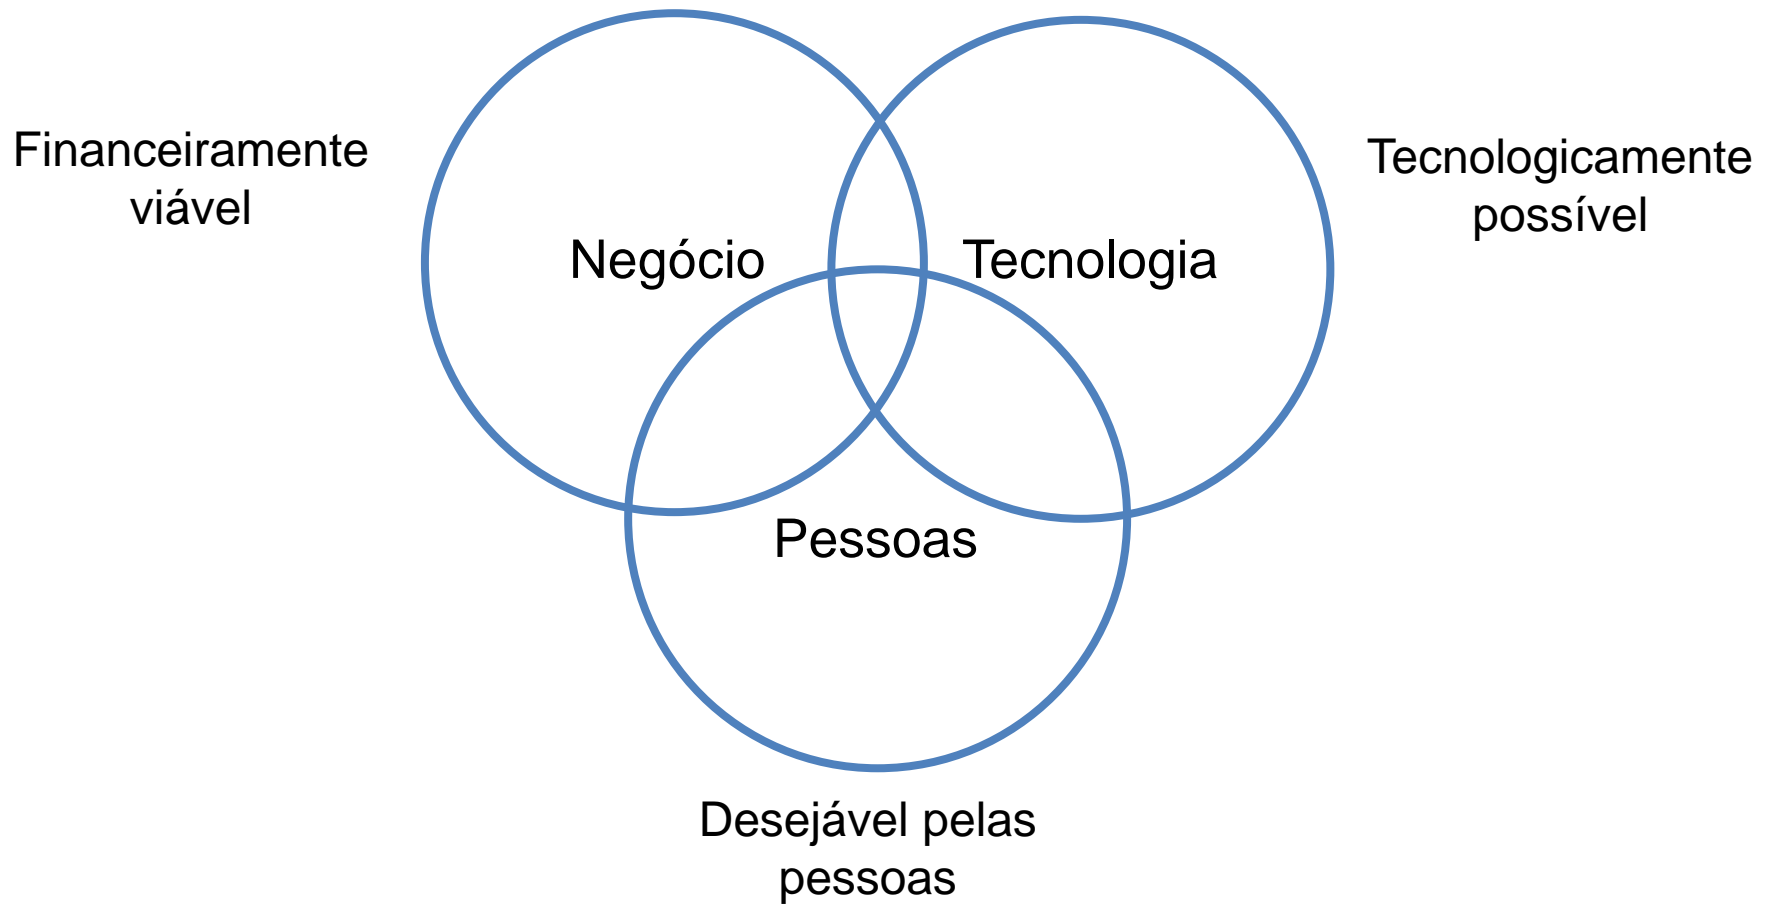 Financeiramente
viável
Tecnologicamente
possível
Negócio
Tecnologia
Pessoas
Desejável pelas
pessoas